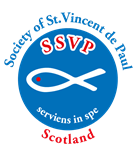 Society of St. Vincent de Paul
SSVP
serviens in spe
Scotland